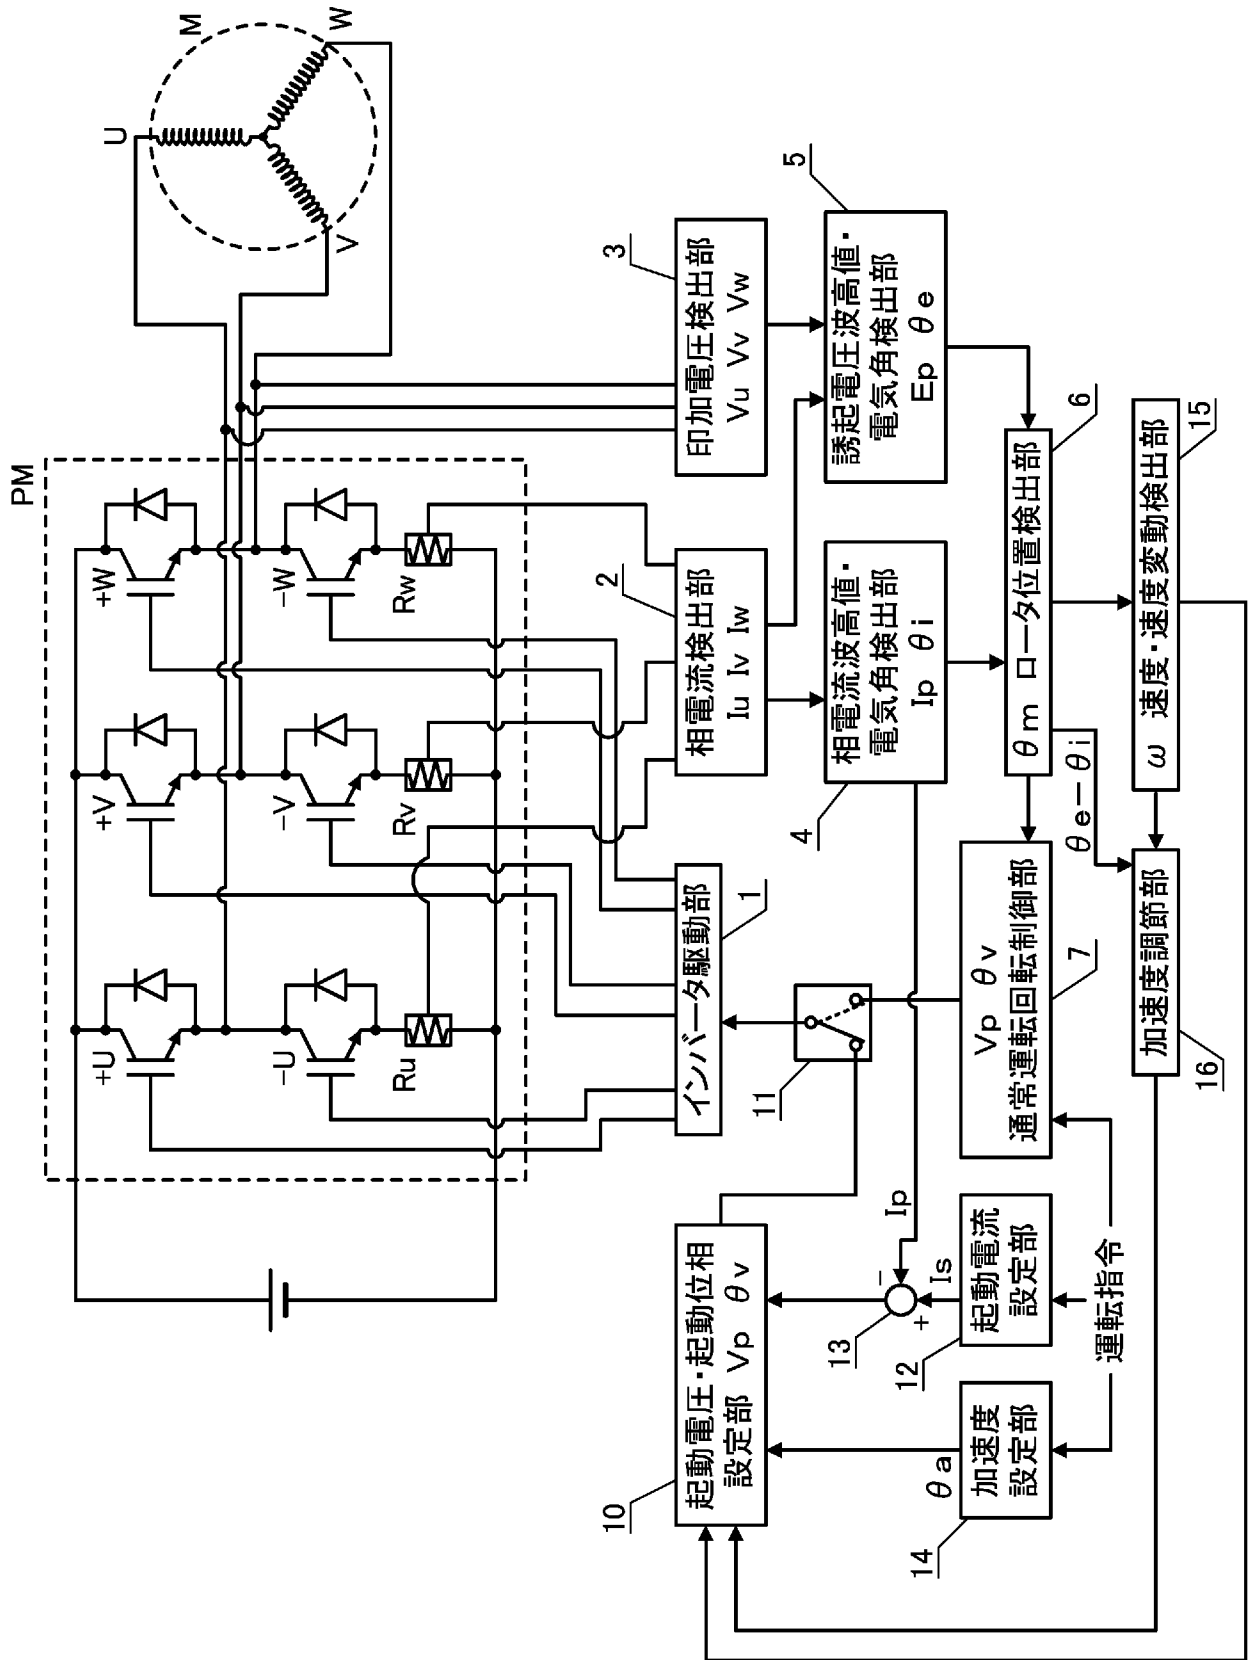 PM
+U
+V
+W
−U
−V
−W
Ru
Rv
Rw
M
U
V
W
インバータ駆動部
1
相電流検出部
Iu Iv Iw
2
印加電圧検出部
Vu Vv Vw
3
相電流波高値・
電気角検出部
Ip θi
4
誘起電圧波高値・
電気角検出部
Ep θe
5
θm ロータ位置検出部
6
Vp θv
通常運転回転制御部
7
起動電圧・起動位相
設定部 Vp θv
10
11
起動電流
設定部
12
Is
Ip
+
−
13
θa
加速度
設定部
14
運転指令
ω 速度・速度変動検出部
15
θe−θi
加速度調節部
16